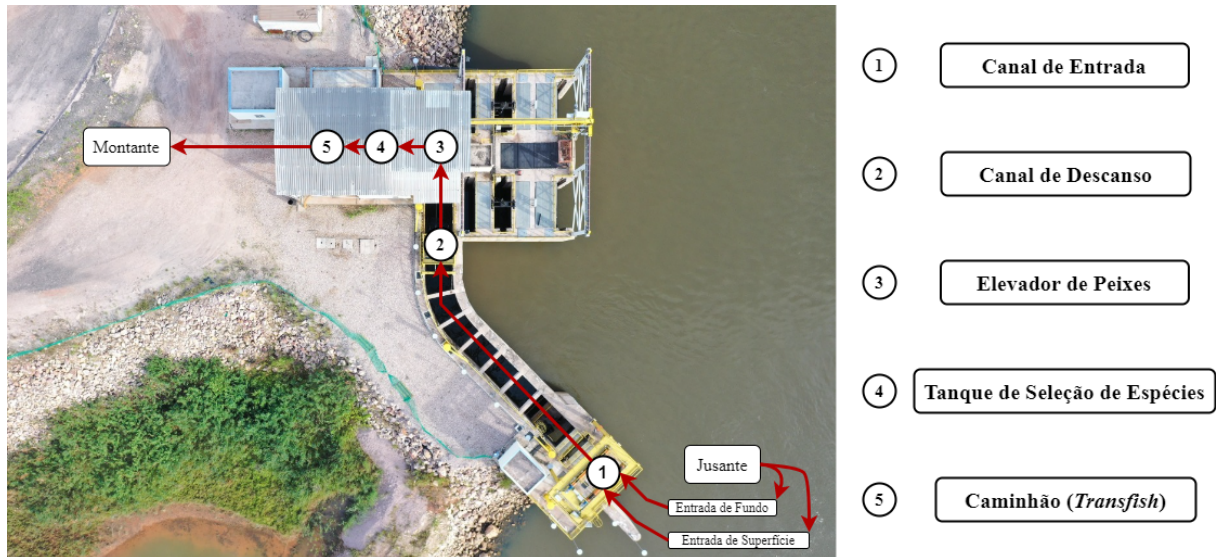 Montante
5
4
3
2
1
Jusante
Entrada de Fundo
Entrada de Superfície
1 Canal de Entrada
2 Canal de Descanso
3 Elevador de Peixes
4 Tanque de Seleção de Espécies
5 Caminhão (Transfish)